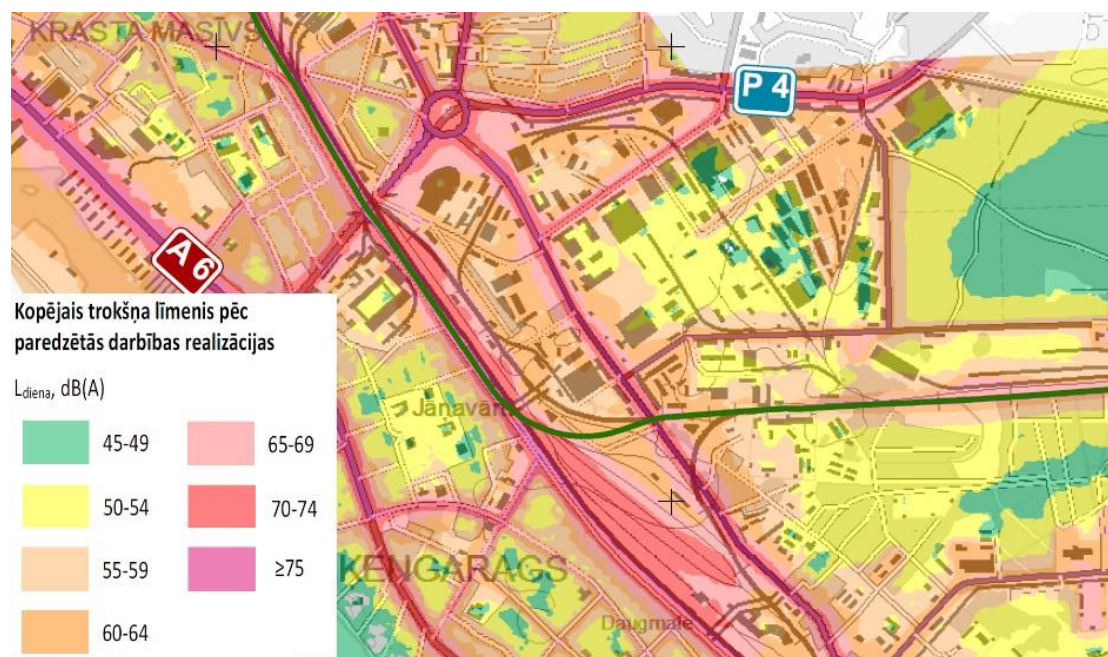 KRASTA MASĪVS
P 4
A 6
Kopējais trokšņa līmenis pēc
paredzētās darbības realizācijas
Ldiena, dB(A)
45-49
65-69
50-54
70-74
55-59
≥75
60-64
ĶENGARAGS
Daugmale